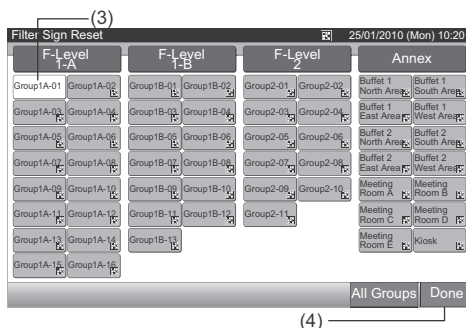 (3)
Filter Sign Reset 25/01/2010 (Mon) 10:20
F-Level 1-A F-Level 1-B F-Level 2 Annex
Group1A-01 Group1A-02 Group1B-01 Group1B-02 Group2-01 Group2-02 Buffet 1 North Area Buffet 1 South Area
Group1A-03 Group1A-04 Group1B-03 Group1B-04 Group2-03 Group2-04 Buffet 1 East Area Buffet 1 West Area
Group1A-05 Group1A-06 Group1B-05 Group1B-06 Group2-05 Group2-06 Buffet 2 North Area Buffet 2 South Area
Group1A-07 Group1A-08 Group1B-07 Group1B-08 Group2-07 Group2-08 Buffet 2 East Area Buffet 2 West Area
Group1A-09 Group1A-10 Group1B-09 Group1B-10 Group2-09 Group2-10 Meeting Room A Meeting Room B
Group1A-11 Group1A-12 Group1B-11 Group1B-12 Group2-11 Meeting Room C Meeting Room D
Group1A-13 Group1A-14 Group1B-13 Meeting Room E Kiosk
Group1A-15 Group1A-16
All Groups Done
(4)